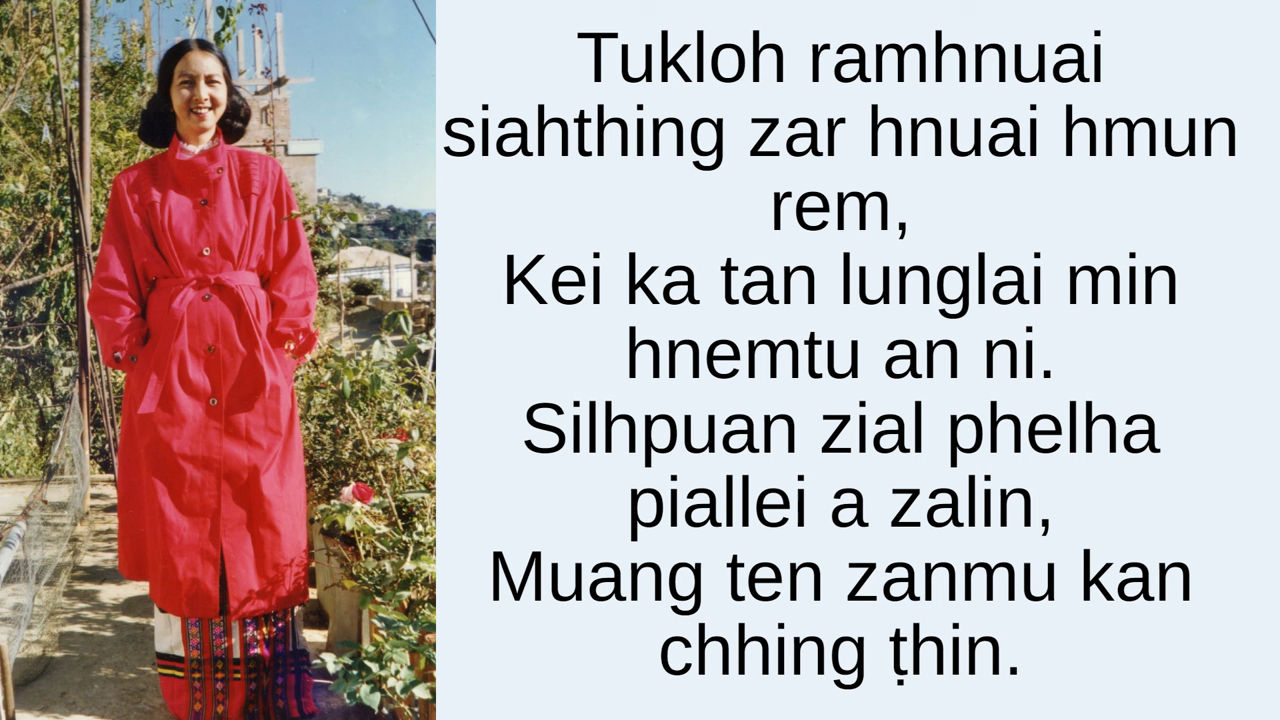 Tukloh ramhnuai
siahthing zar hnuai hmun
rem,
Kei ka tan lunglai min
hnemtu an ni.
Silhpuan zial phelha
piallei a zalin,
Muang ten zanmu kan
chhing ṭhin.